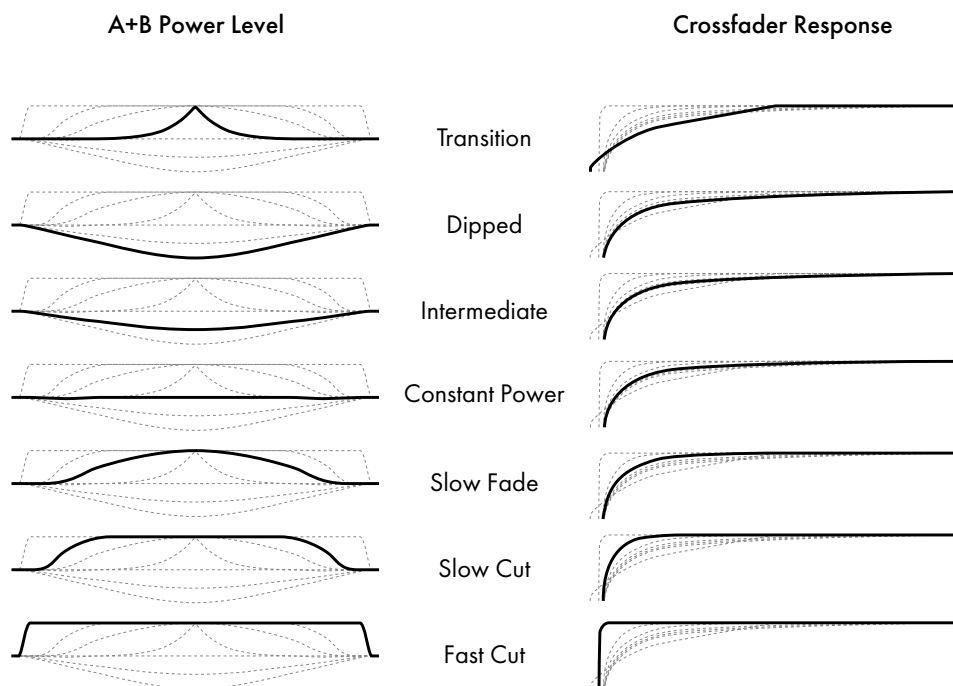 A+B Power Level
Crossfader Response
Transition
Dipped
Intermediate
Constant Power
Slow Fade
Slow Cut
Fast Cut